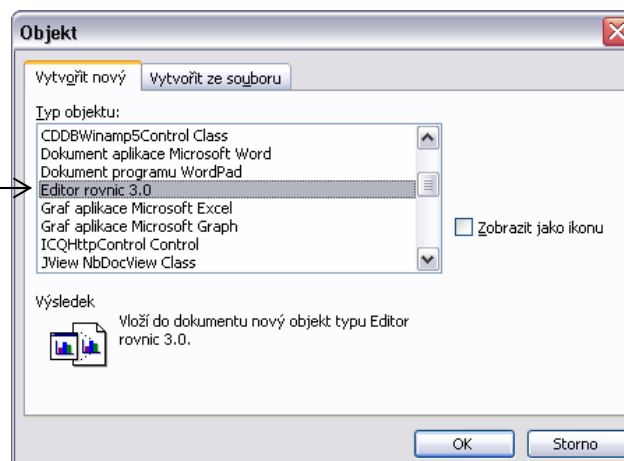 Objekt
Vytvořit nový
Vytvořit ze souboru
Typ objektu:
CDDBWinamp5Control Class
Dokument aplikace Microsoft Word
Dokument programu WordPad
Editor rovnic 3.0
Graf aplikace Microsoft Excel
Graf aplikace Microsoft Graph
ICQHttpControl Control
JView NbDocView Class
Zobrazit jako ikonu
Výsledek
Vloží do dokumentu nový objekt typu Editor
rovnic 3.0.
OK
Storno